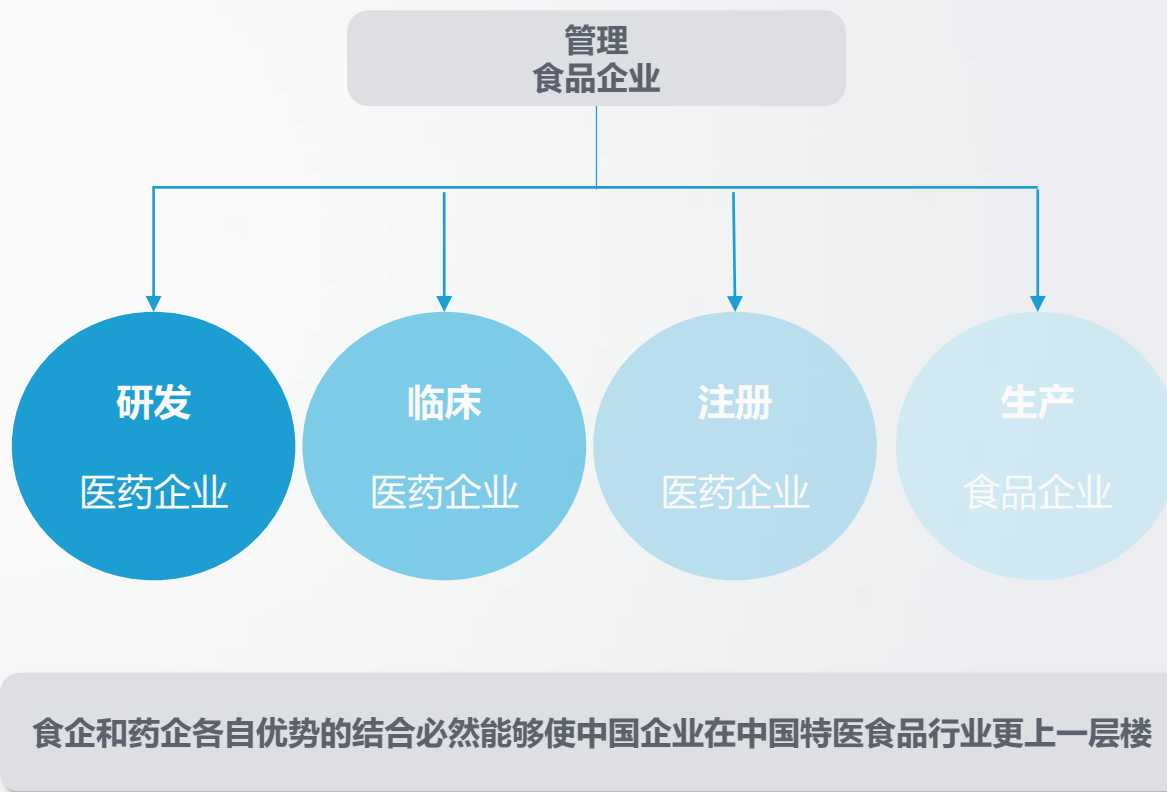 管理
食品企业
研发
医药企业
临床
医药企业
注册
医药企业
生产
食品企业
食企和药企各自优势的结合必然能够使中国企业在中国特医食品行业更上一层楼